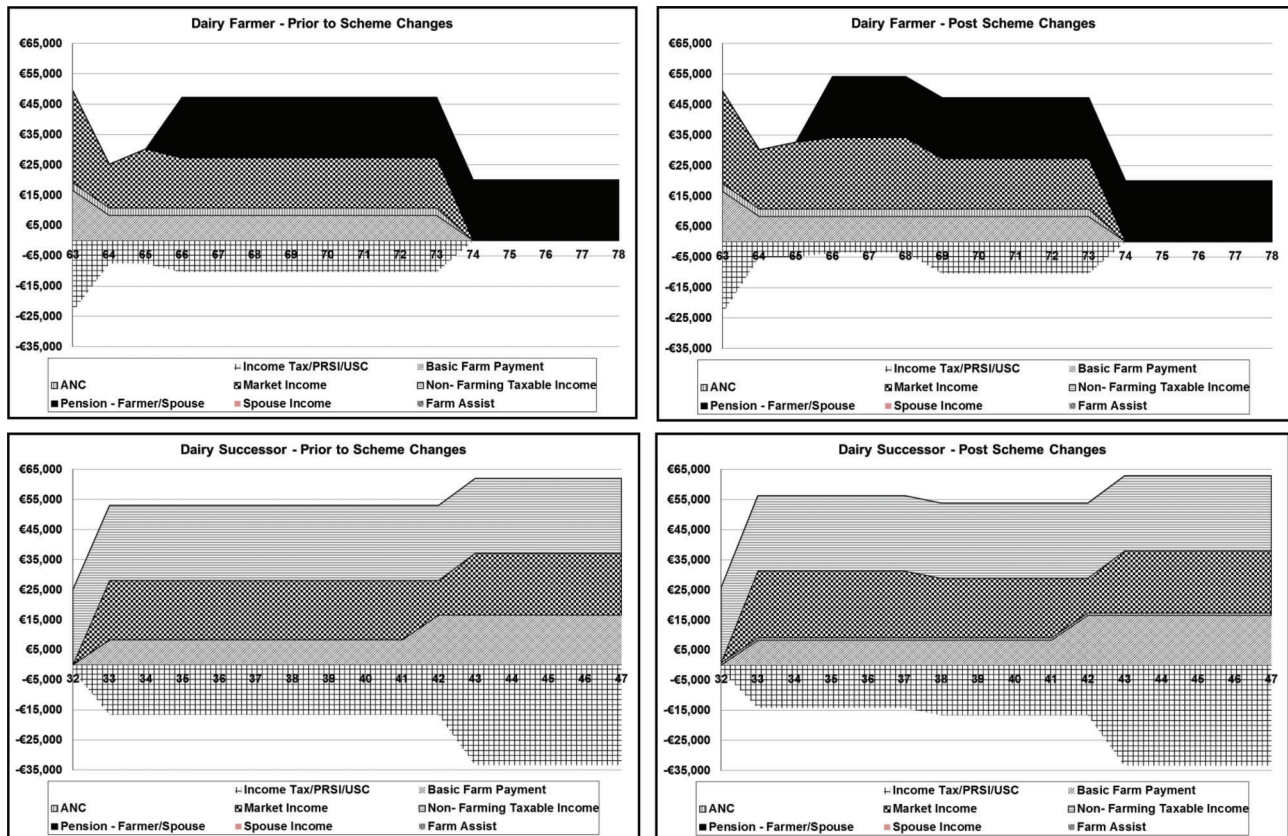 Dairy Farmer - Prior to Scheme Changes
€65,000
€55,000
€45,000
€35,000
€25,000
€15,000
€5,000
-€5,000
-€15,000
-€25,000
-€35,000
63 64 65 66 67 68 69 70 71 72 73 74 75 76 77 78
Income Tax/PRSI/USC Basic Farm Payment
ANC Market Income Non- Farming Taxable Income
Pension - Farmer/Spouse Spouse Income Farm Assist
Dairy Farmer - Post Scheme Changes
€65,000
€55,000
€45,000
€35,000
€25,000
€15,000
€5,000
-€5,000
-€15,000
-€25,000
-€35,000
63 64 65 66 67 68 69 70 71 72 73 74 75 76 77 78
Income Tax/PRSI/USC Basic Farm Payment
ANC Market Income Non- Farming Taxable Income
Pension - Farmer/Spouse Spouse Income Farm Assist
Dairy Successor - Prior to Scheme Changes
€65,000
€55,000
€45,000
€35,000
€25,000
€15,000
€5,000
-€5,000
-€15,000
-€25,000
-€35,000
32 33 34 35 36 37 38 39 40 41 42 43 44 45 46 47
Income Tax/PRSI/USC Basic Farm Payment
ANC Market Income Non- Farming Taxable Income
Pension - Farmer/Spouse Spouse Income Farm Assist
Dairy Successor - Post Scheme Changes
€65,000
€55,000
€45,000
€35,000
€25,000
€15,000
€5,000
-€5,000
-€15,000
-€25,000
-€35,000
32 33 34 35 36 37 38 39 40 41 42 43 44 45 46 47
Income Tax/PRSI/USC Basic Farm Payment
ANC Market Income Non- Farming Taxable Income
Pension - Farmer/Spouse Spouse Income Farm Assist